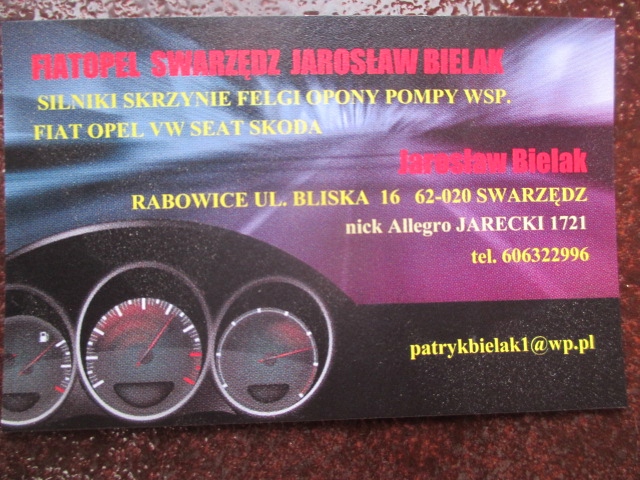 FIATOPEL SWARZĘDZ JAROSŁAW BIELAK
SILNIKI SKRZYNIE FELGI OPONY POMPY WSP.
FIAT OPEL VW SEAT SKODA
Jarosław Bielak
RABOWICE UL. BLISKA 16 62-020 SWARZĘDZ
nick Allegro JARECKI 1721
tel. 606322996
patrykbielak1@wp.pl